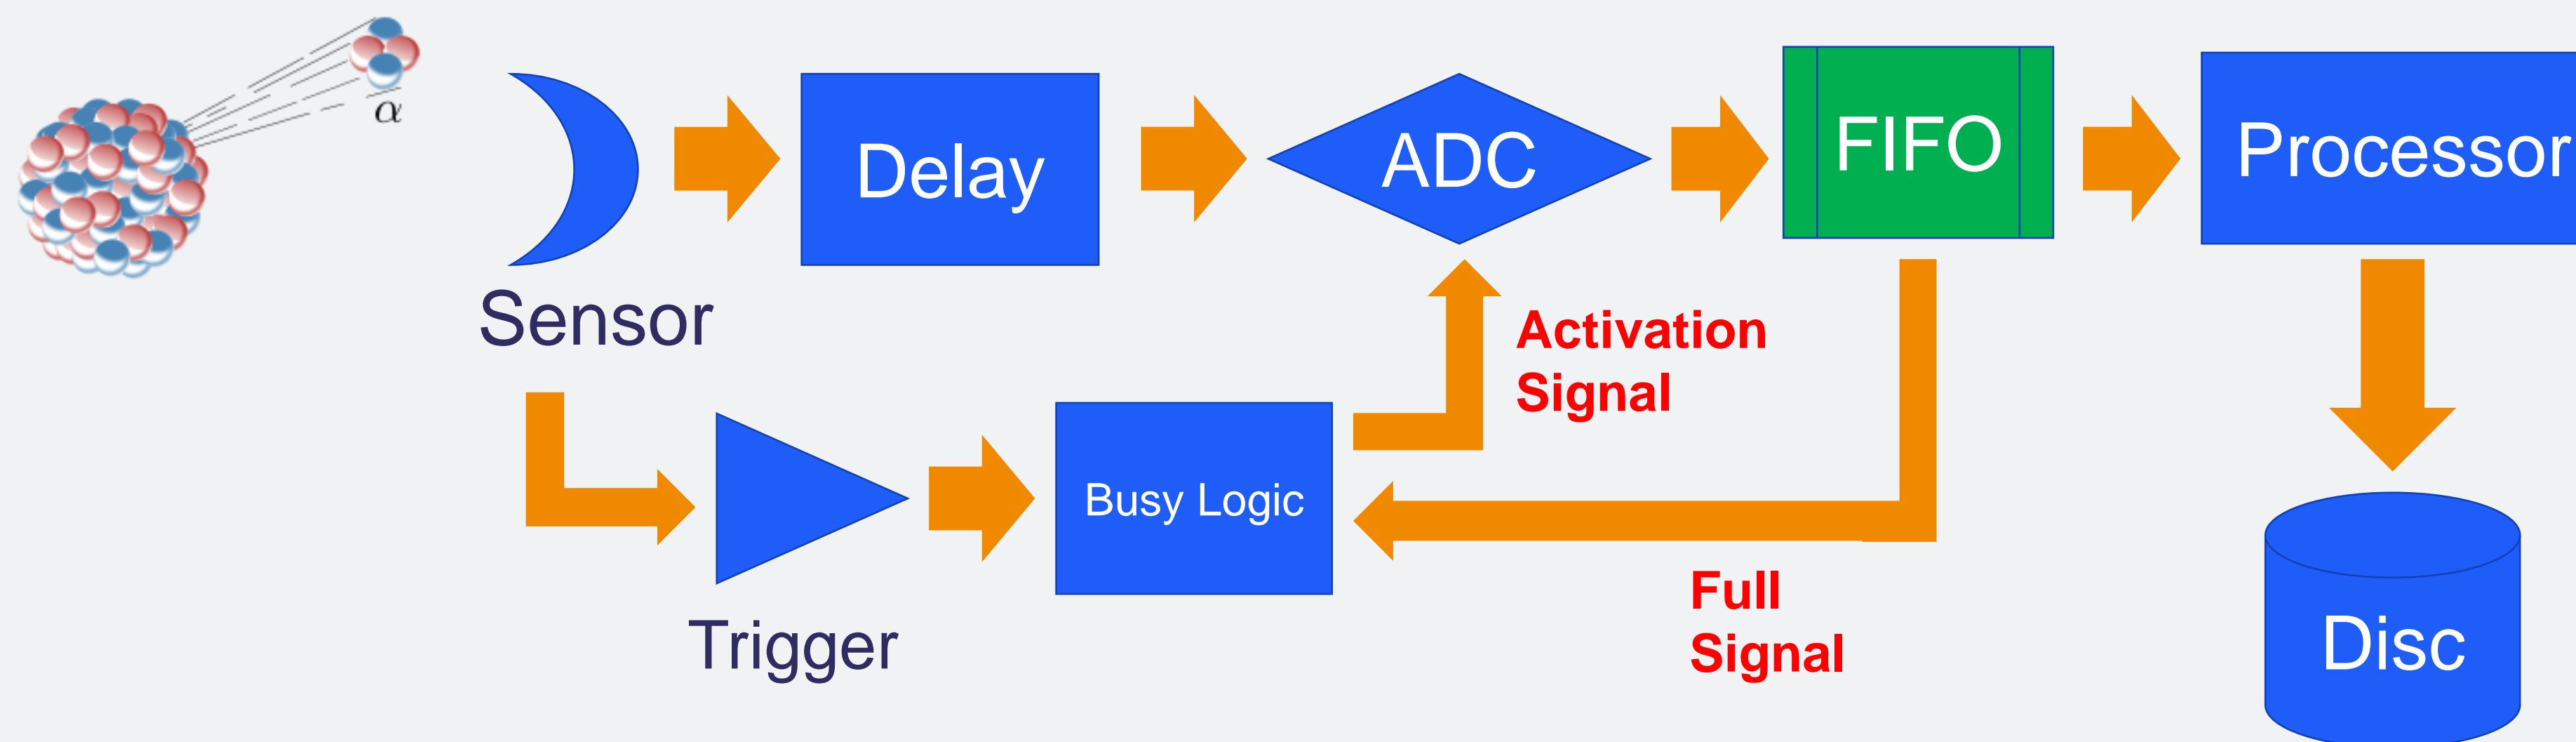 α
Sensor
Delay
ADC
FIFO
Processor
Activation
Signal
Trigger
Busy Logic
Full
Signal
Disc